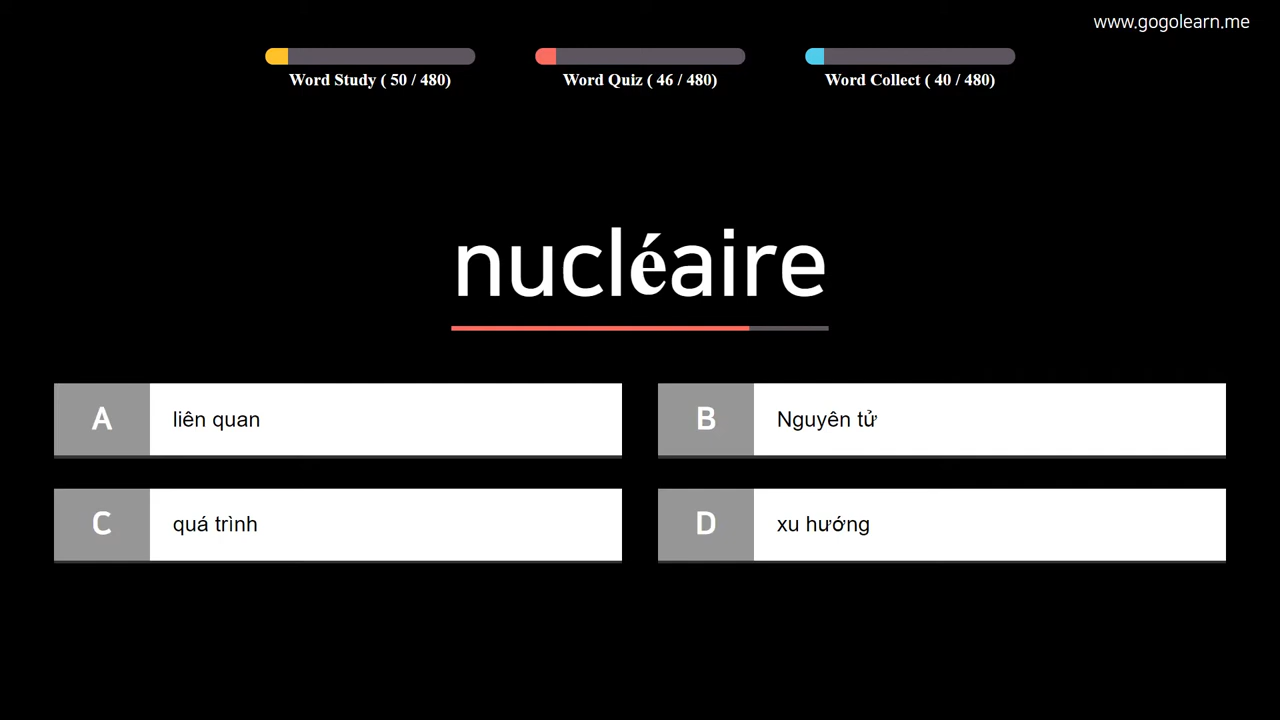 www.gogolearn.me
Word Study ( 50 / 480)
Word Quiz ( 46 / 480)
Word Collect ( 40 / 480)
nucléaire
A liên quan
B Nguyên tử
C quá trình
D xu hướng